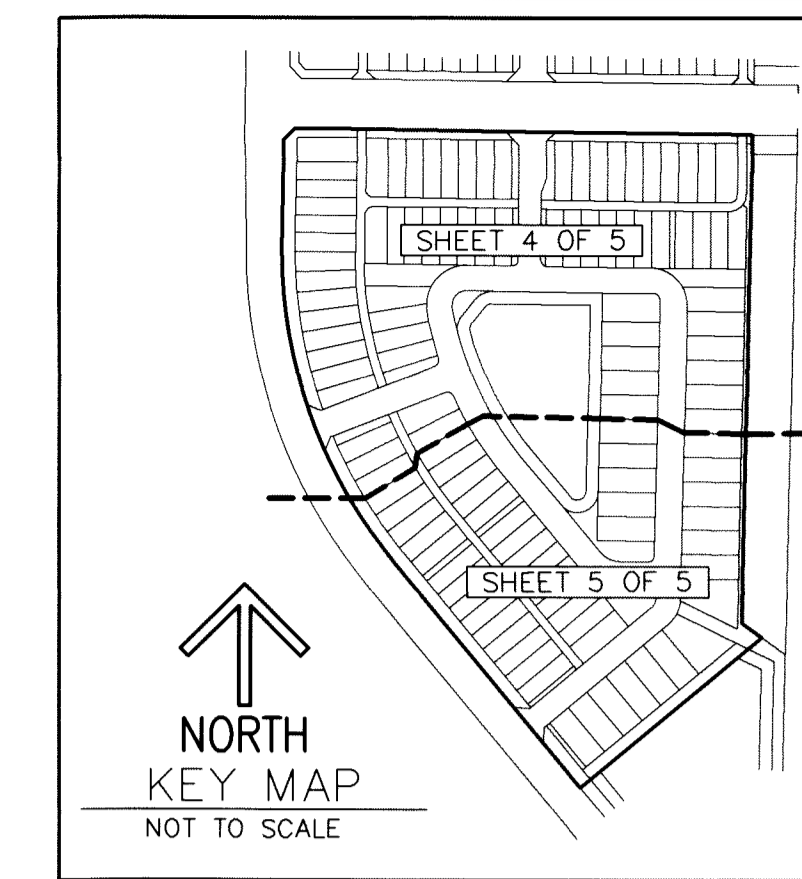 SHEET 4 OF 5
SHEET 5 OF 5
NORTH
KEY MAP
NOT TO SCALE